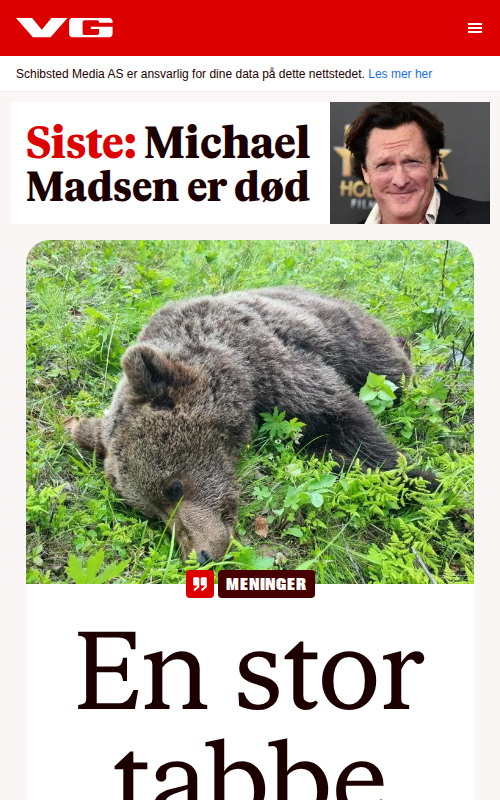 VG
Schibsted Media AS er ansvarlig for dine data på dette nettstedet. Les mer her
Siste: Michael
Madsen er død
MENINGER
En stor
tabbe